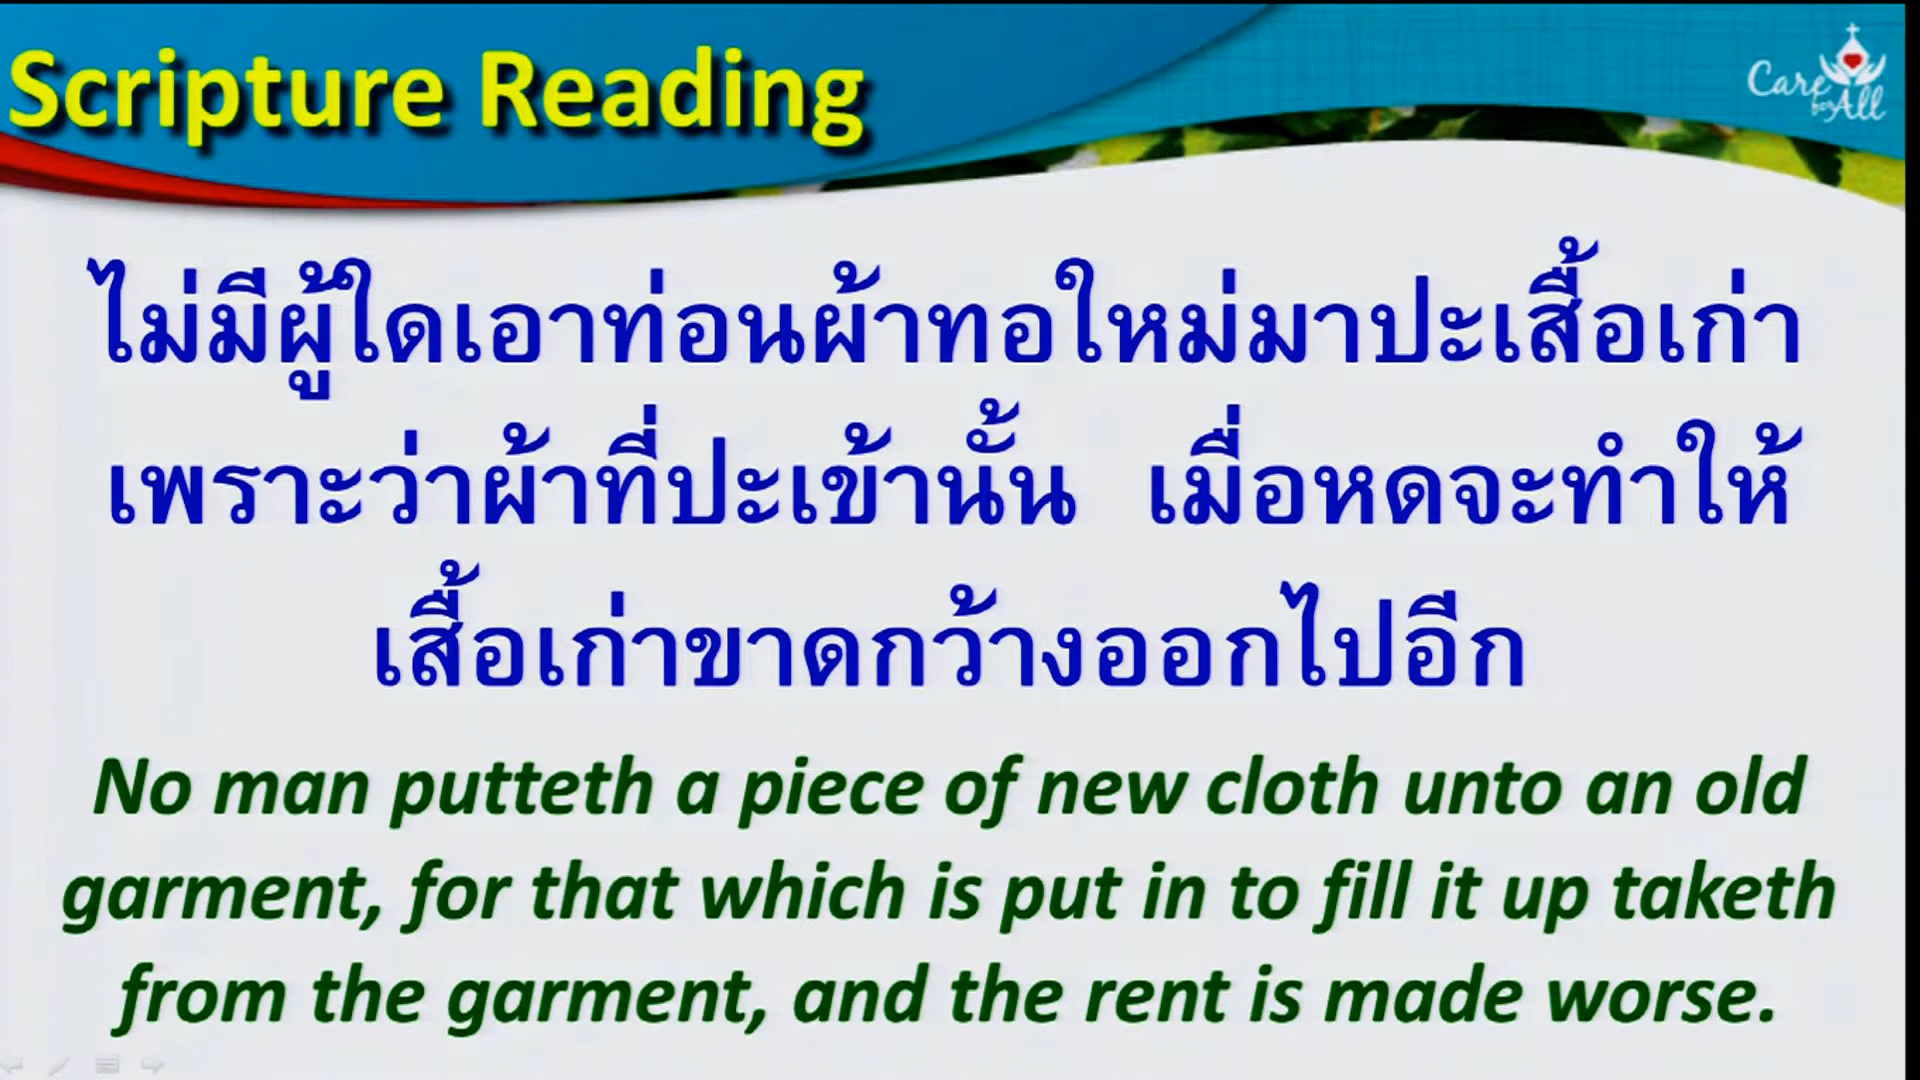 Scripture Reading
Care for All
ไม่มีผู้ใดเอาท่อนผ้าทอใหม่มาปะเสื้อเก่า
เพราะว่าผ้าที่ปะเข้านั้น เมื่อหดจะทำให้
เสื้อเก่าขาดกว้างออกไปอีก
No man putteth a piece of new cloth unto an old
garment, for that which is put in to fill it up taketh
from the garment, and the rent is made worse.